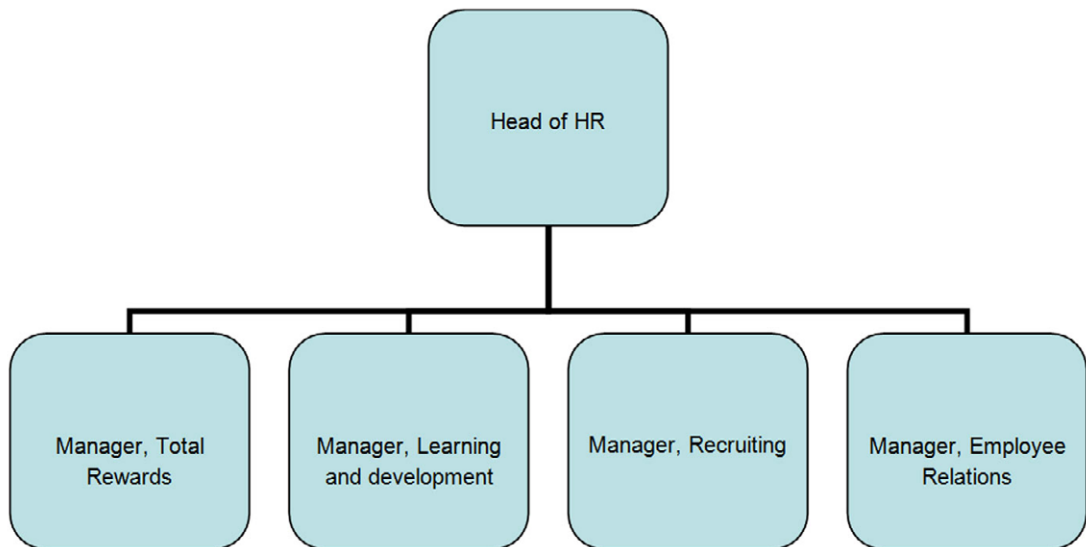 Head of HR
Manager, Total
Rewards
Manager, Learning
and development
Manager, Recruiting
Manager, Employee
Relations